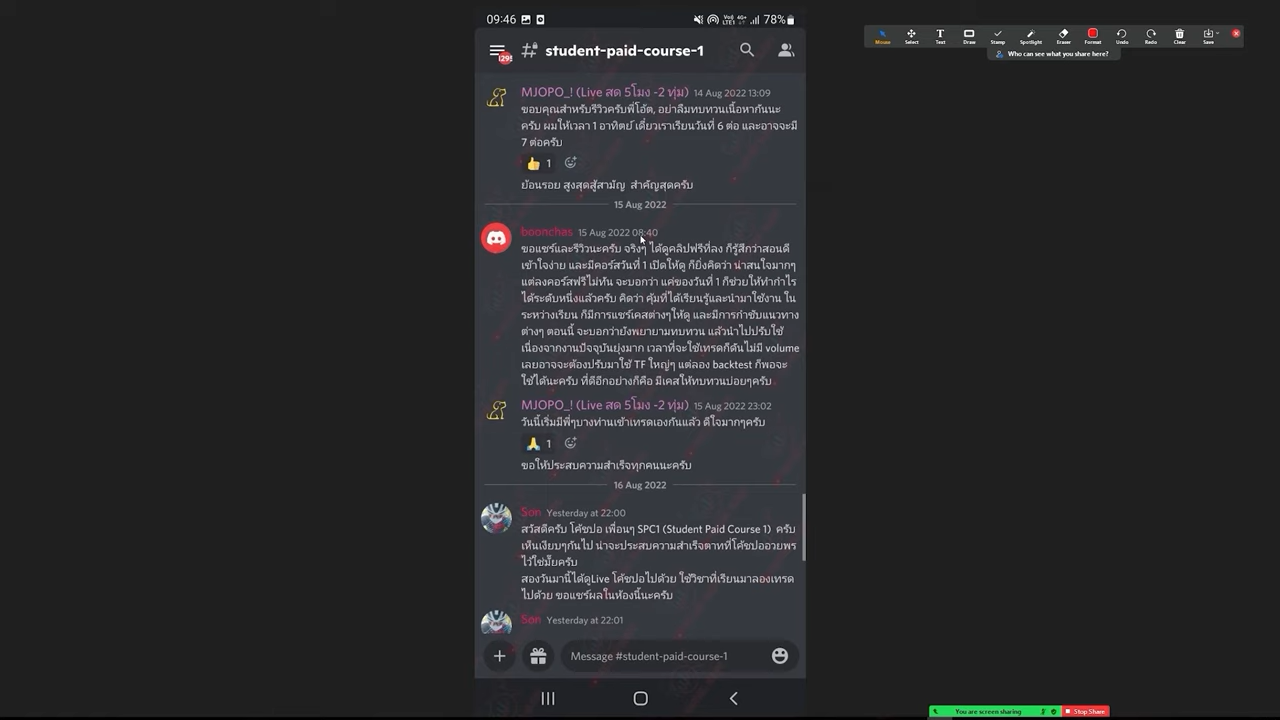 09:46
Vo) 4G+
LTE1
78%
129
student-paid-course-1
Mouse
Select
Text
Draw
Stamp
Spotlight
Eraser
Format
Undo
Redo
Clear
Save
Who can see what you share here?
MJOPO_! (Live สด 5โมง -2 ทุ่ม) 14 Aug 2022 13:09
ขอบคุณสำหรับรีวิวครับพี่โอ๊ต, อย่าลืมทบทวนเนื้อหากันนะ
ครับ ผมให้เวลา 1 อาทิตย์ เดี๋ยวเราเรียนวันที่ 6 ต่อ และอาจจะมี
7 ต่อครับ
1
ย้อนรอย สูงสุดสู้สามัญ สำคัญสุดครับ
15 Aug 2022
boonchas 15 Aug 2022 08:40
ขอแชร์และรีวิวนะครับ จริงๆ ได้ดูคลิปฟรีที่ลง ก็รู้สึกว่าสอนดี
เข้าใจง่าย และมีคอร์สวันที่ 1 เปิดให้ดู ก็ยิ่งคิดว่า น่าสนใจมากๆ
แต่ลงคอร์สฟรีไม่ทัน จะบอกว่า แค่ของวันที่ 1 ก็ช่วยให้ทำกำไร
ได้ระดับหนึ่งแล้วครับ คิดว่า คุ้มที่ได้เรียนรู้และนำมาใช้งาน ใน
ระหว่างเรียน ก็มีการแชร์เคสต่างๆให้ดู และมีการกำชับแนวทาง
ต่างๆ ตอนนี้ จะบอกว่ายังพยายามทบทวน แล้วนำไปปรับใช้
เนื่องจากงานปัจจุบันยุ่งมาก เวลาที่จะใช้เทรดก็ดันไม่มี volume
เลยอาจจะต้องปรับมาใช้ TF ใหญ่ๆ แต่ลอง backtest ก็พอจะ
ใช้ได้นะครับ ที่ดีอีกอย่างก็คือ มีเคสให้ทบทวนบ่อยๆครับ
MJOPO_! (Live สด 5โมง -2 ทุ่ม) 15 Aug 2022 23:02
วันนี้เริ่มมีพี่ๆบางท่านเข้าเทรดเองกันแล้ว ดีใจมากๆครับ
1
ขอให้ประสบความสำเร็จทุกคนนะครับ
16 Aug 2022
Son Yesterday at 22:00
สวัสดีครับ โค้ชปอ เพื่อนๆ SPC1 (Student Paid Course 1) ครับ
เห็นเงียบๆกันไป น่าจะประสบความสำเร็จตาทที่โค้ชปออวยพร
ไว้ใช่มั๊ยครับ
สองวันมานี้ได้ดูLive โค้ชปอไปด้วย ใช้วิชาที่เรียนมาลองเทรด
ไปด้วย ขอแชร์ผลในห้องนี้นะครับ
Son Yesterday at 22:01
Message #student-paid-course-1
You are screen sharing
Stop Share